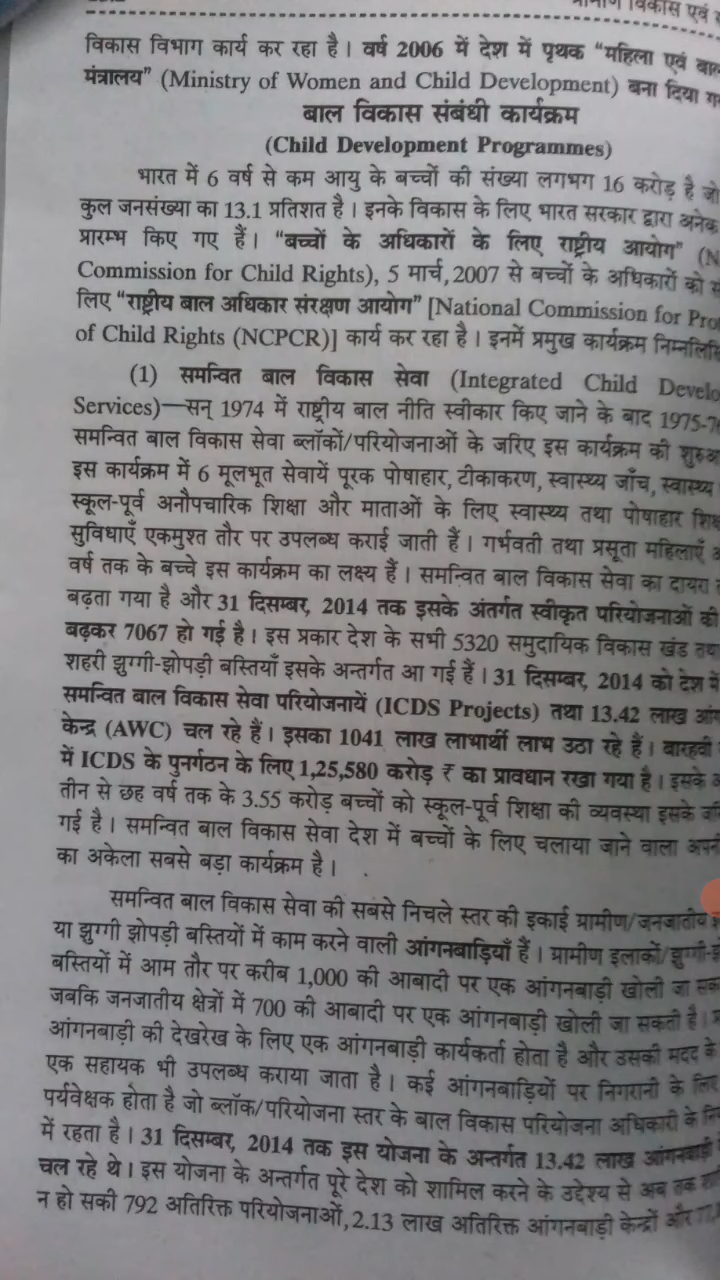 विकास एवं
विकास विभाग कार्य कर रहा है। वर्ष 2006 में देश में पृथक "महिला एवं
मंत्रालय" (Ministry of Women and Child Development) बना दिया
बाल विकास संबंधी कार्यक्रम
(Child Development Programmes)
भारत में 6 वर्ष से कम आयु के बच्चों की संख्या लगभग 16 करोड़ है जो
कुल जनसंख्या का 13.1 प्रतिशत है। इनके विकास के लिए भारत सरकार द्वारा अनेक
प्रारम्भ किए गए हैं। "बच्चों के अधिकारों के लिए राष्ट्रीय आयोग" (N
Commission for Child Rights), 5 मार्च, 2007 से बच्चों के अधिकारों को
लिए "राष्ट्रीय बाल अधिकार संरक्षण आयोग" [National Commission for Pro
of Child Rights (NCPCR)] कार्य कर रहा है। इनमें प्रमुख कार्यक्रम
(1) समन्वित बाल विकास सेवा (Integrated Child Develo
Services)—सन् 1974 में राष्ट्रीय बाल नीति स्वीकार किए जाने के बाद 1975-7
समन्वित बाल विकास सेवा ब्लॉकों/परियोजनाओं के जरिए इस कार्यक्रम की
इस कार्यक्रम में 6 मूलभूत सेवायें पूरक पोषाहार, टीकाकरण, स्वास्थ्य जाँच, स्वास्थ्य
स्कूल-पूर्व अनौपचारिक शिक्षा और माताओं के लिए स्वास्थ्य तथा पोषाहार
सुविधाएँ एकमुश्त तौर पर उपलब्ध कराई जाती हैं। गर्भवती तथा प्रसूता महिलाएँ
वर्ष तक के बच्चे इस कार्यक्रम का लक्ष्य हैं। समन्वित बाल विकास सेवा का दायरा
बढ़ता गया है और 31 दिसम्बर, 2014 तक इसके अंतर्गत स्वीकृत परियोजनाओं की
बढ़कर 7067 हो गई है। इस प्रकार देश के सभी 5320 समुदायिक विकास खंड
शहरी झुग्गी-झोपड़ी बस्तियाँ इसके अन्तर्गत आ गई हैं। 31 दिसम्बर, 2014 को देश में
समन्वित बाल विकास सेवा परियोजनायें (ICDS Projects) तथा 13.42 लाख
केन्द्र (AWC) चल रहे हैं। इसका 1041 लाख लाभार्थी लाभ उठा रहे हैं। बारहवी
में ICDS के पुनर्गठन के लिए 1,25,580 करोड़ ₹ का प्रावधान रखा गया है। इसके
तीन से छह वर्ष तक के 3.55 करोड़ बच्चों को स्कूल-पूर्व शिक्षा की व्यवस्था इसके
गई है। समन्वित बाल विकास सेवा देश में बच्चों के लिए चलाया जाने वाला
का अकेला सबसे बड़ा कार्यक्रम है।
समन्वित बाल विकास सेवा की सबसे निचले स्तर की इकाई ग्रामीण/जनजातीय
या झुग्गी झोपड़ी बस्तियों में काम करने वाली आंगनबाड़ियाँ हैं। ग्रामीण इलाकों/झुग्गी
बस्तियों में आम तौर पर करीब 1,000 की आबादी पर एक आंगनबाड़ी खोली जा
जबकि जनजातीय क्षेत्रों में 700 की आबादी पर एक आंगनबाड़ी खोली जा सकती है।
आंगनबाड़ी की देखरेख के लिए एक आंगनबाड़ी कार्यकर्ता होता है और उसकी मदद के
एक सहायक भी उपलब्ध कराया जाता है। कई आंगनबाड़ियों पर निगरानी के लिए
पर्यवेक्षक होता है जो ब्लॉक/परियोजना स्तर के बाल विकास परियोजना अधिकारी के
में रहता है। 31 दिसम्बर, 2014 तक इस योजना के अन्तर्गत 13.42 लाख आंगनबाड़ी
चल रहे थे। इस योजना के अन्तर्गत पूरे देश को शामिल करने के उद्देश्य से अब तक
न हो सकी 792 अतिरिक्त परियोजनाओं, 2.13 लाख अतिरिक्त आंगनबाड़ी केन्द्रों और